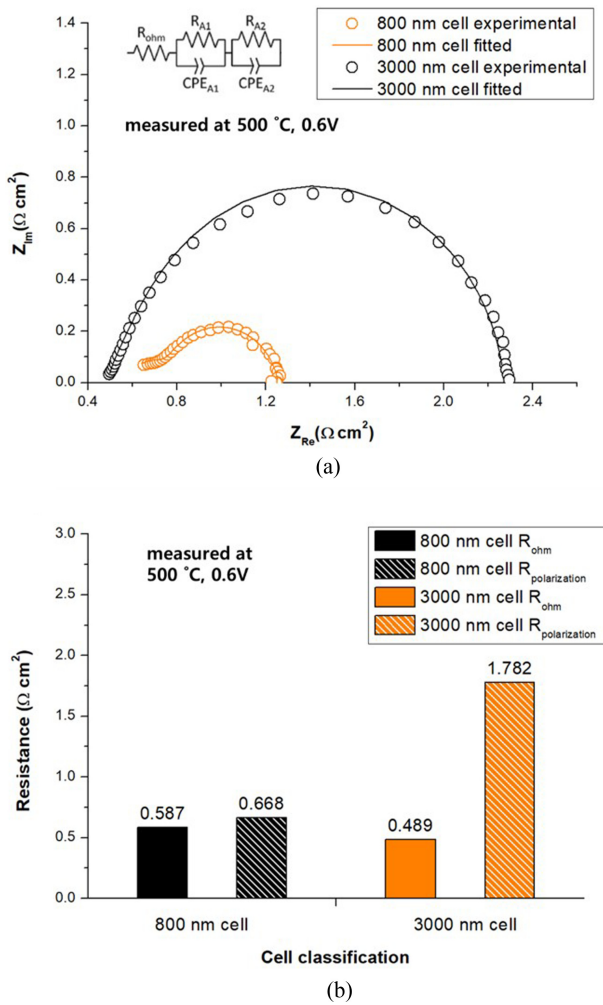 R_ohm
R_A1
R_A2
CPE_A1
CPE_A2
800 nm cell experimental
800 nm cell fitted
3000 nm cell experimental
3000 nm cell fitted
measured at 500 ˚C, 0.6V
1.4
1.2
1.0
0.8
0.6
0.4
0.2
0.0
Z_Im(Ω cm²)
0.4
0.8
1.2
1.6
2.0
2.4
Z_Re(Ω cm²)
(a)
measured at
500 ˚C, 0.6V
800 nm cell R_ohm
800 nm cell R_polarization
3000 nm cell R_ohm
3000 nm cell R_polarization
3.0
2.5
2.0
1.5
1.0
0.5
0.0
Resistance (Ω cm²)
0.587
0.668
0.489
1.782
800 nm cell
3000 nm cell
Cell classification
(b)